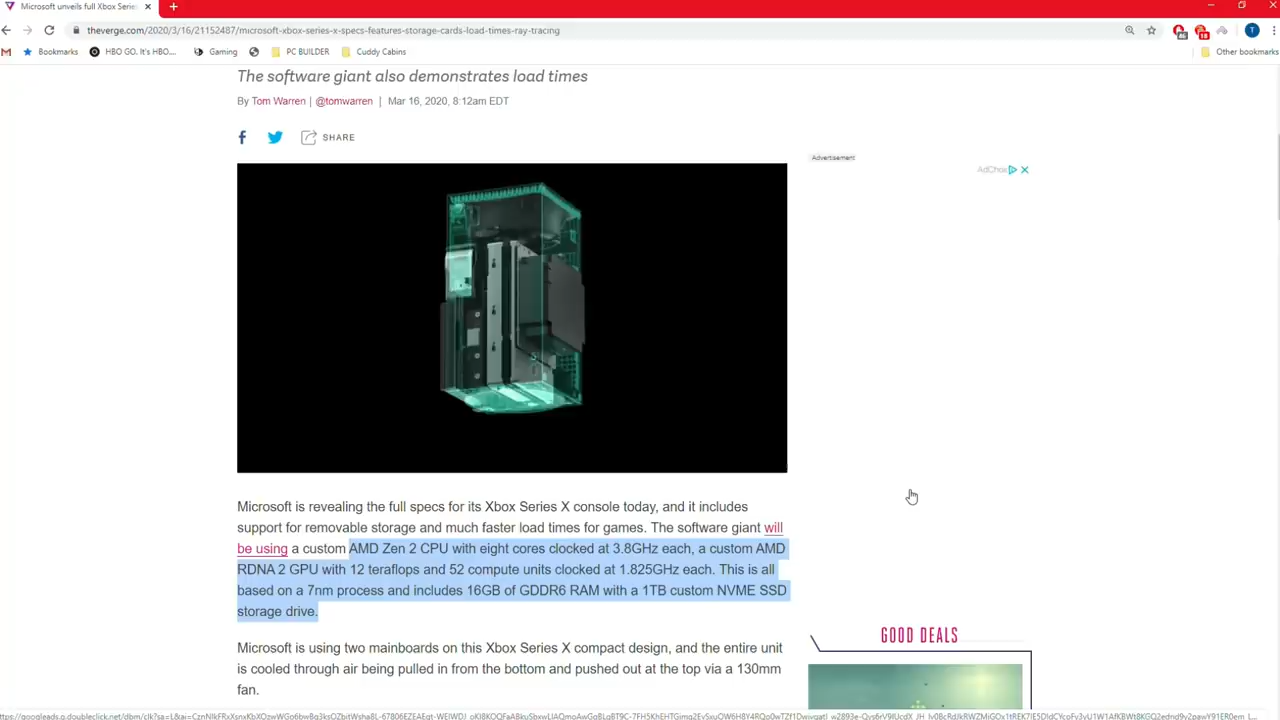 Microsoft unveils full Xbox Serie
theverge.com/2020/3/16/21152487/microsoft-xbox-series-x-specs-features-storage-cards-load-times-ray-tracing
Bookmarks HBO GO. It's HBO.... Gaming PC BUILDER Cuddy Cabins Other bookmarks
The software giant also demonstrates load times
By Tom Warren | @tomwarren | Mar 16, 2020, 8:12am EDT
SHARE
Advertisement
AdChoi
Microsoft is revealing the full specs for its Xbox Series X console today, and it includes
support for removable storage and much faster load times for games. The software giant will
be using a custom AMD Zen 2 CPU with eight cores clocked at 3.8GHz each, a custom AMD
RDNA 2 GPU with 12 teraflops and 52 compute units clocked at 1.825GHz each. This is all
based on a 7nm process and includes 16GB of GDDR6 RAM with a 1TB custom NVME SSD
storage drive.
GOOD DEALS
Microsoft is using two mainboards on this Xbox Series X compact design, and the entire unit
is cooled through air being pulled in from the bottom and pushed out at the top via a 130mm
fan.